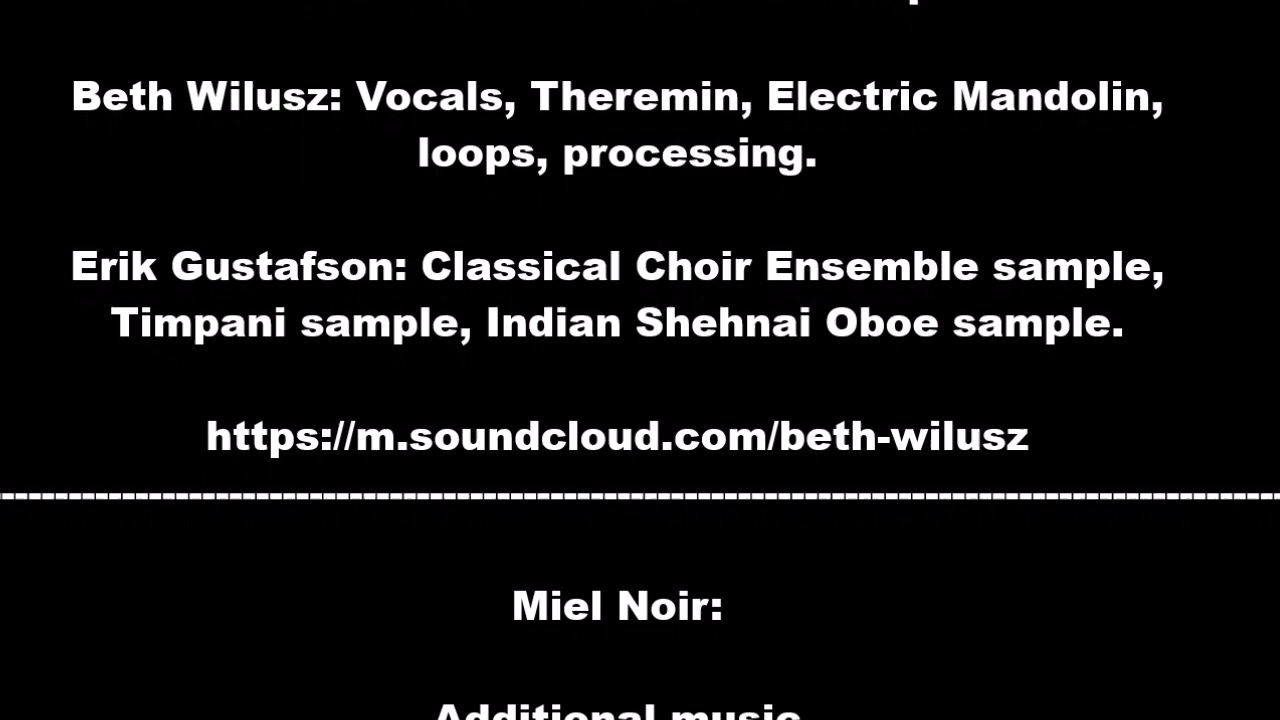 Beth Wilusz: Vocals, Theremin, Electric Mandolin,
loops, processing.
Erik Gustafson: Classical Choir Ensemble sample,
Timpani sample, Indian Shehnai Oboe sample.
https://m.soundcloud.com/beth-wilusz
Miel Noir:
Additional music